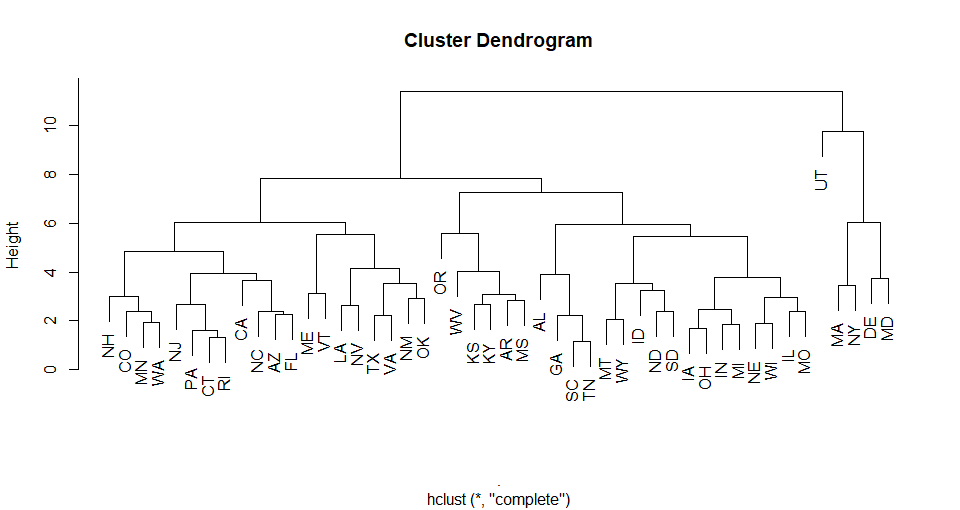 Cluster Dendrogram
Height
0 2 4 6 8 10
NH CO MN WA NJ PA CT RI CA NC AZ FL ME VT LA NV TX VA NM OK OR WV KS KY AR MS AL GA SC TN MT WY ID ND SD IA OH IN MI NE WI IL MO UT MA NY DE MD
.
hclust (*, "complete")